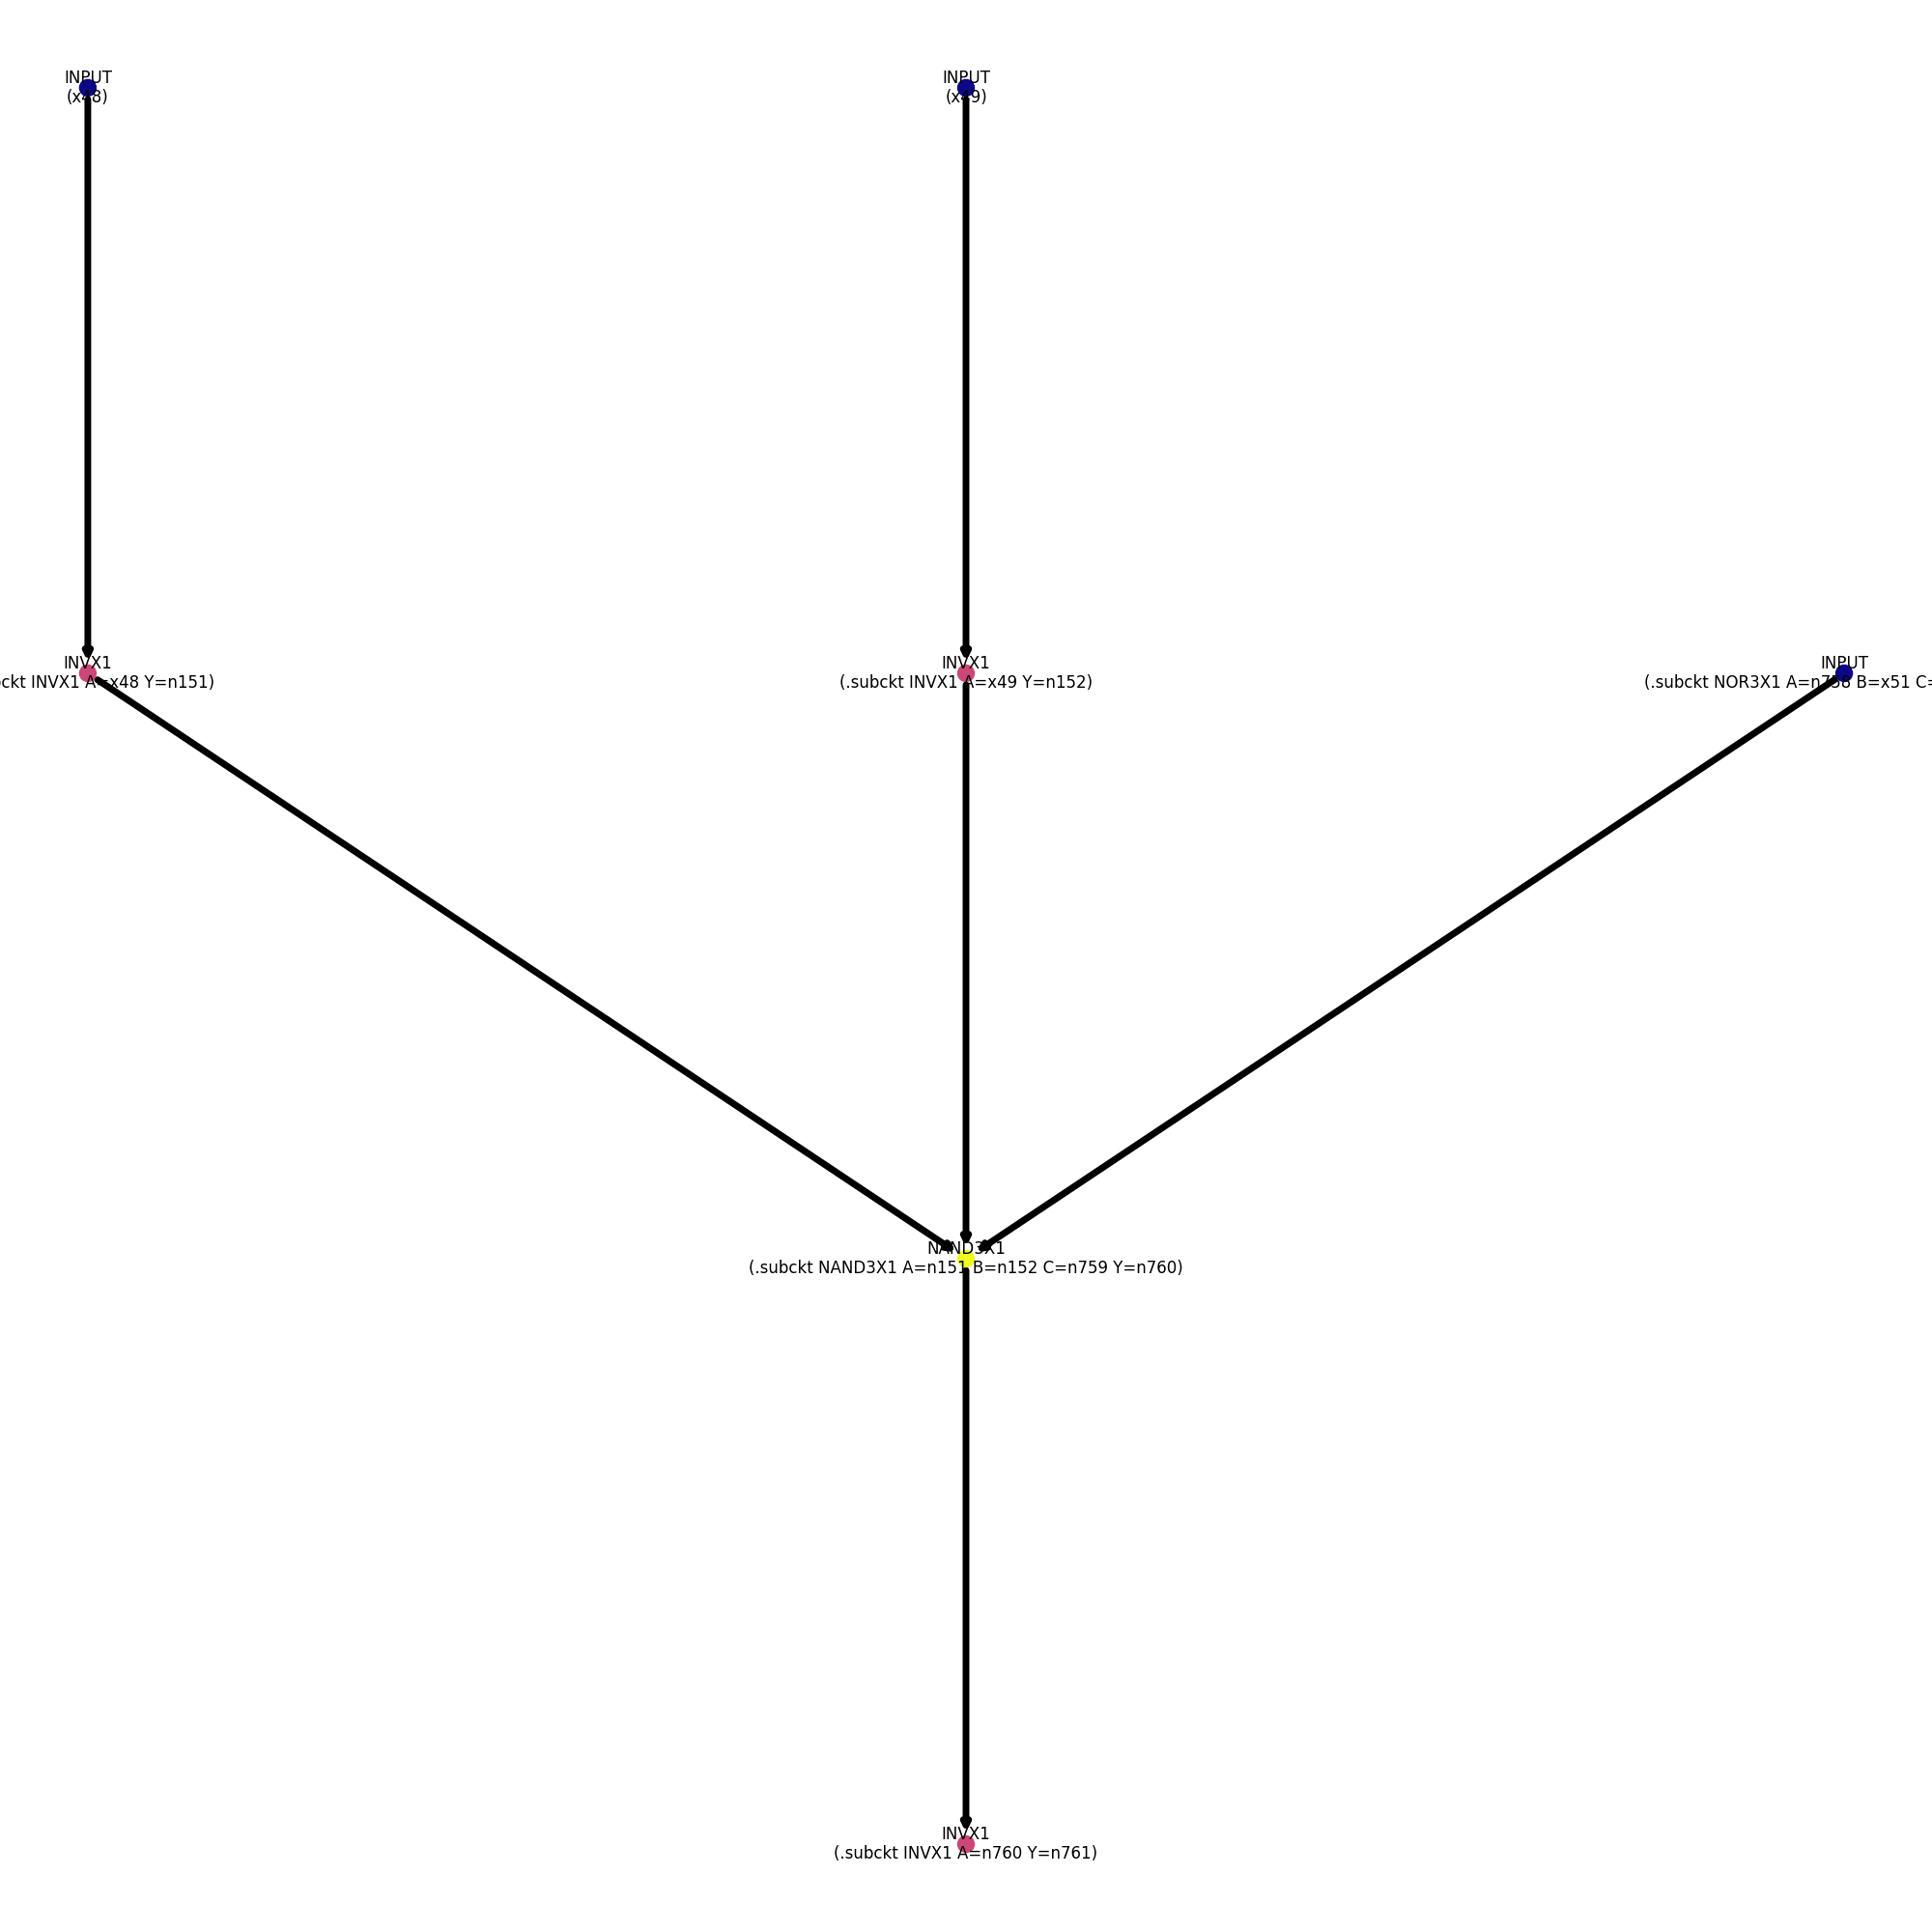 INPUT
(x48)
INPUT
(x49)
INVX1
ckt INVX1 A=x48 Y=n151)
INVX1
(.subckt INVX1 A=x49 Y=n152)
INPUT
(.subckt NOR3X1 A=n758 B=x51 C=
NAND3X1
(.subckt NAND3X1 A=n151 B=n152 C=n759 Y=n760)
INVX1
(.subckt INVX1 A=n760 Y=n761)